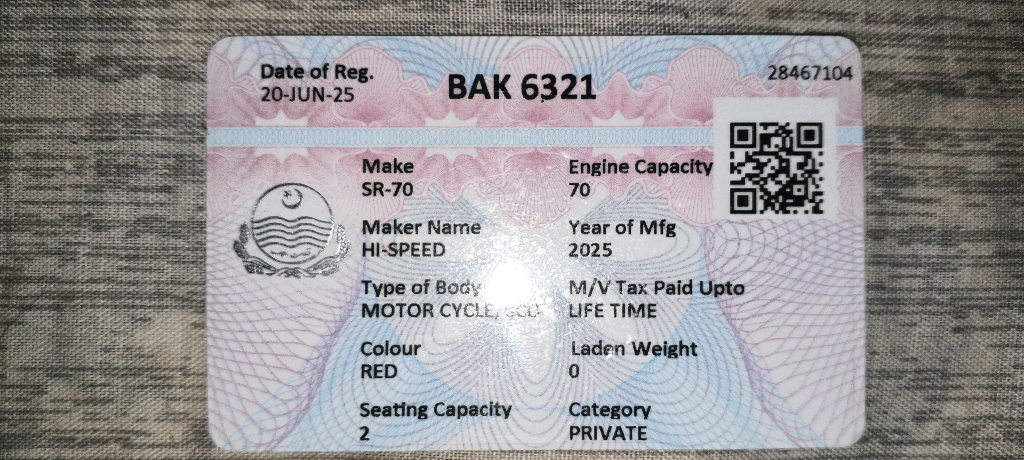 Date of Reg.
20-JUN-25
BAK 6321
28467104
Make
SR-70
Engine Capacity
70
Maker Name
HI-SPEED
Year of Mfg
2025
Type of Body
MOTOR CYCLE,
M/V Tax Paid Upto
LIFE TIME
Colour
RED
Laden Weight
0
Seating Capacity
2
Category
PRIVATE